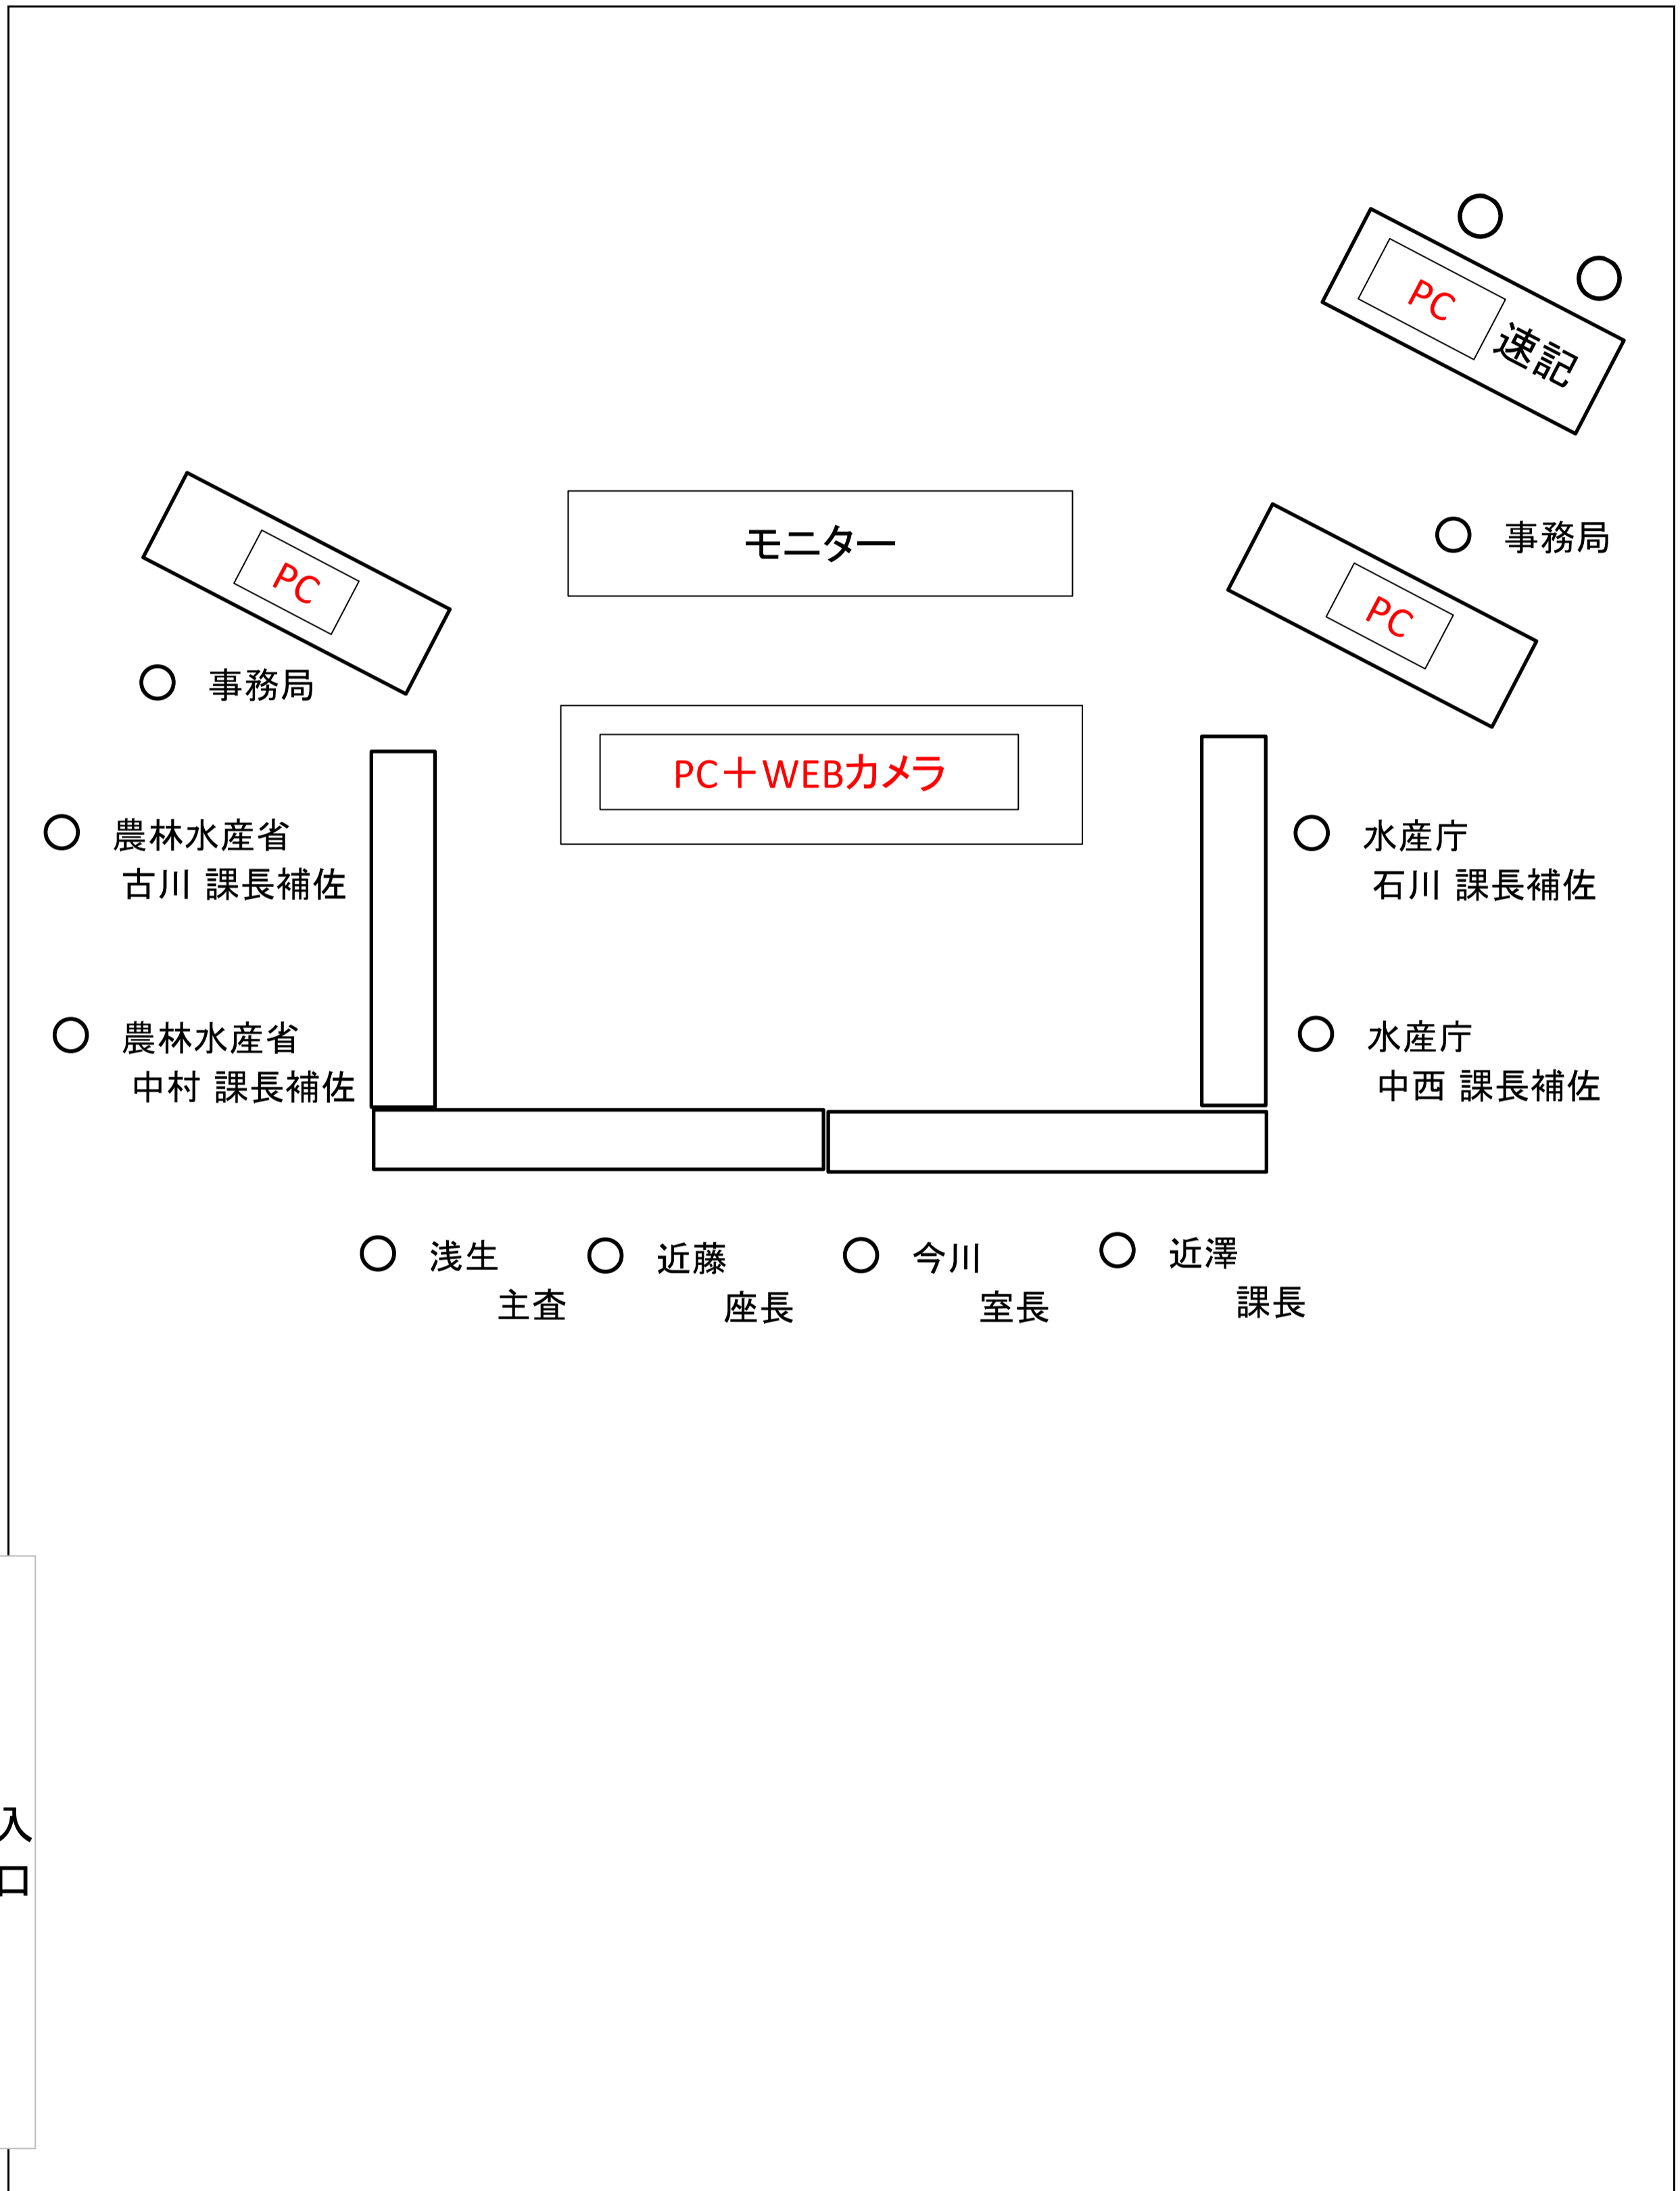 PC
速記
モニター
事務局
PC
PC
事務局
PC+WEBカメラ
農林水産省
古川 課長補佐
水産庁
石川 課長補佐
農林水産省
中村 課長補佐
水産庁
中西 課長補佐
浅生
主査
近藤
座長
今川
室長
近澤
課長
入
口